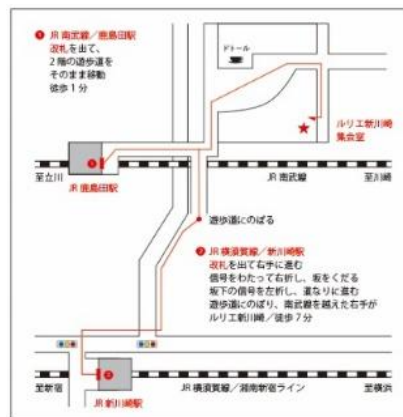 ❶ JR 南武線／鹿島田駅
改札を出て、
2階の遊歩道を
そのまま移動
徒歩1分
ドトール
ルリエ新川崎
集会室
❶
至立川
JR 南武線
至川崎
JR 鹿島田駅
遊歩道にのぼる
❷ JR 横須賀線／新川崎駅
改札を出て右手に進む
信号をわたって右折し、坂をくだる
坂下の信号を左折し、道なりに進む
遊歩道にのぼり、南武線を越えた右手が
ルリエ新川崎／徒歩7分
❷
至新宿
JR 横須賀線／湘南新宿ライン
至横浜
JR 新川崎駅